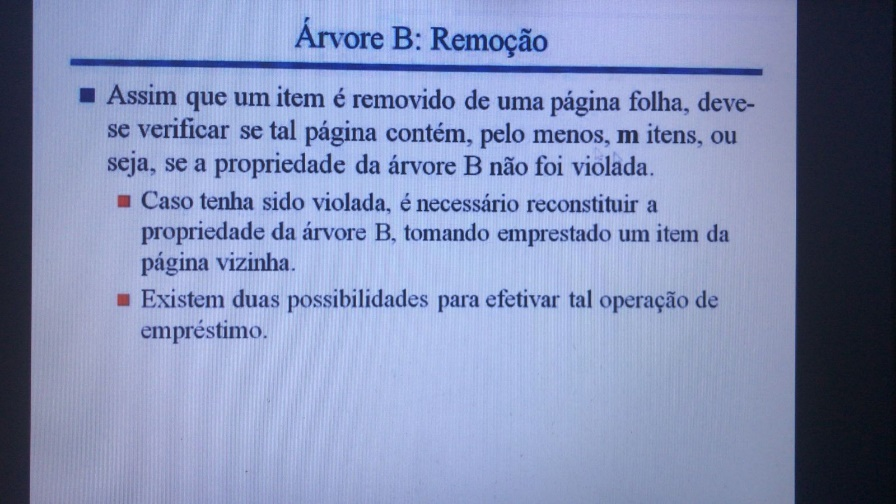 Árvore B: Remoção
Assim que um item é removido de uma página folha, deve-
se verificar se tal página contém, pelo menos, m itens, ou
seja, se a propriedade da árvore B não foi violada.
Caso tenha sido violada, é necessário reconstituir a
propriedade da árvore B, tomando emprestado um item da
página vizinha.
Existem duas possibilidades para efetivar tal operação de
empréstimo.